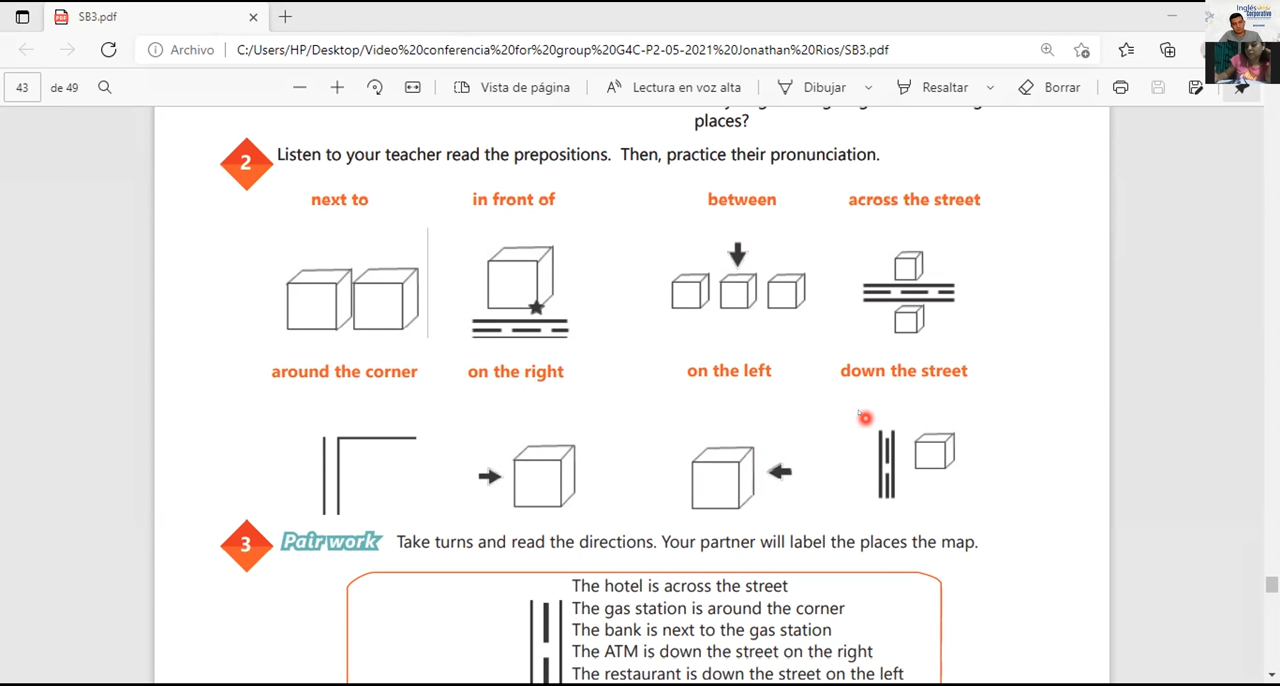 SB3.pdf
Archivo
C:/Users/HP/Desktop/Video%20conferencia%20for%20group%20G4C-P2-05-2021%20Jonathan%20Rios/SB3.pdf
43 de 49
Vista de página
Lectura en voz alta
Dibujar
Resaltar
Borrar
Inglés
corporativo
places?
2 Listen to your teacher read the prepositions. Then, practice their pronunciation.
next to in front of between across the street
around the corner on the right on the left down the street
3 Pair work Take turns and read the directions. Your partner will label the places the map.
The hotel is across the street
The gas station is around the corner
The bank is next to the gas station
The ATM is down the street on the right
The restaurant is down the street on the left